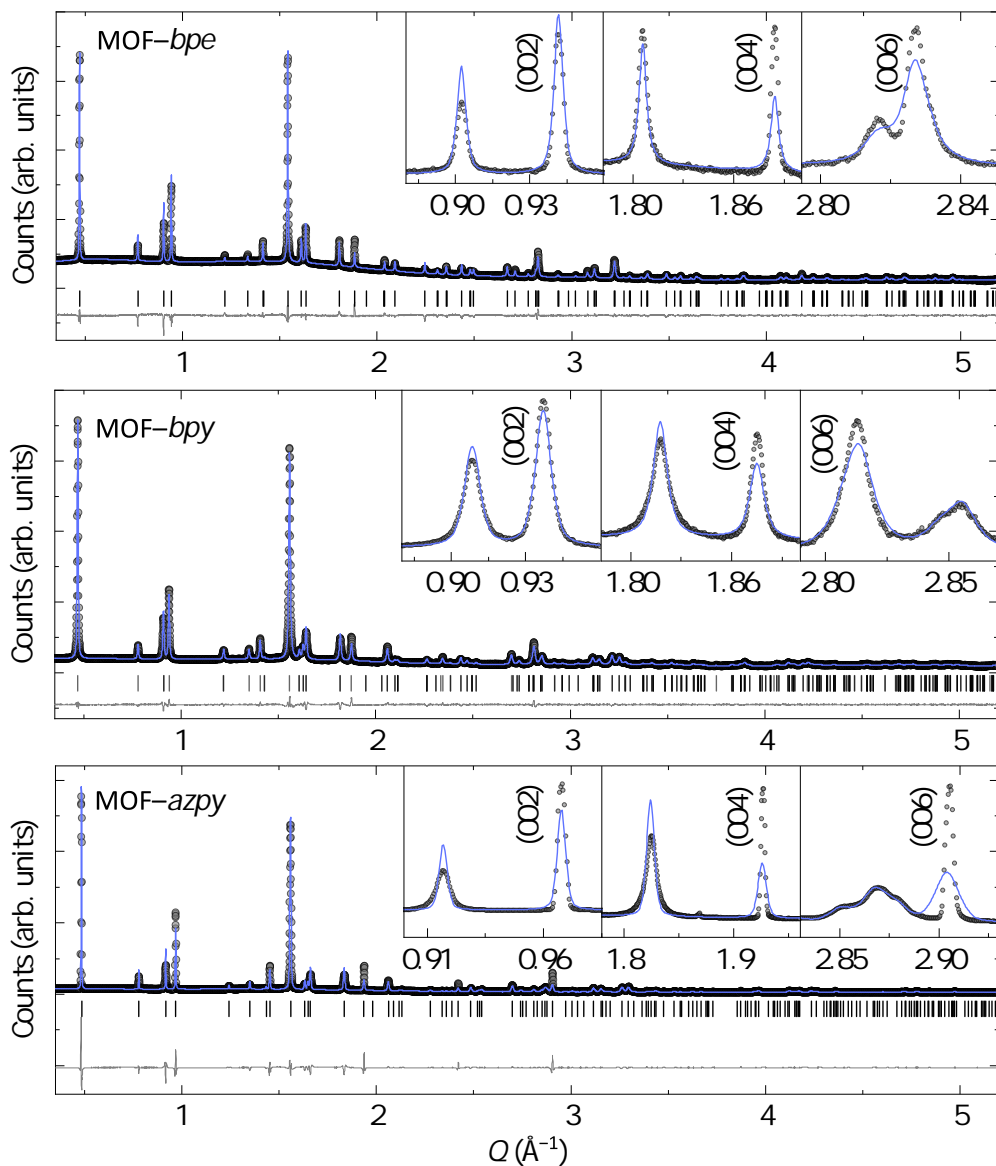 MOF–bpe
Counts (arb. units)
(002)
(004)
(006)
0.90 0.93 1.80 1.86 2.80 2.84
1 2 3 4 5
MOF–bpy
Counts (arb. units)
(002)
(004)
(006)
0.90 0.93 1.80 1.86 2.80 2.85
1 2 3 4 5
MOF–azpy
Counts (arb. units)
(002)
(004)
(006)
0.91 0.96 1.8 1.9 2.85 2.90
1 2 3 4 5
Q (Å⁻¹)